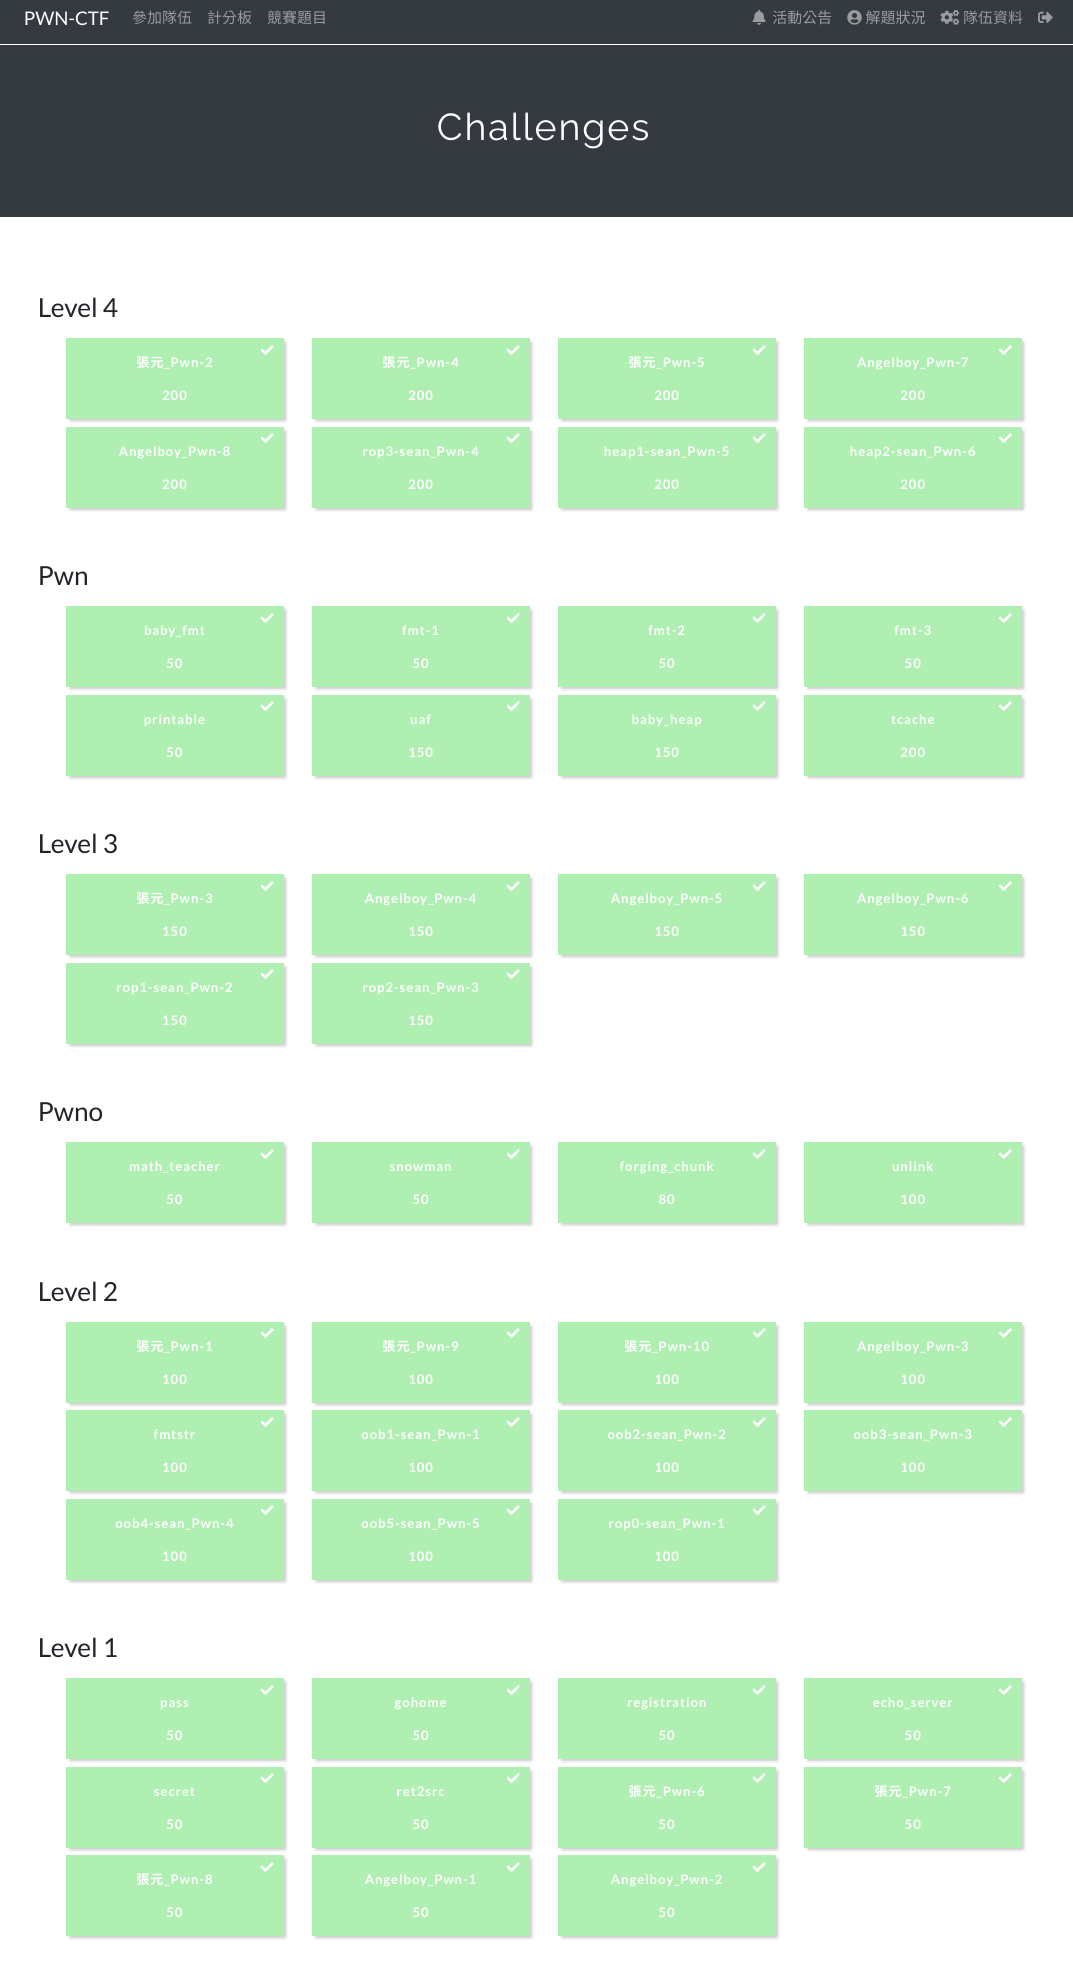 PWN-CTF 參加隊伍 計分板 競賽題目 活動公告 解題狀況 隊伍資料
Challenges
Level 4
張元_Pwn-2 張元_Pwn-4 張元_Pwn-5 Angelboy_Pwn-7
200 200 200 200
Angelboy_Pwn-8 rop3-sean_Pwn-4 heap1-sean_Pwn-5 heap2-sean_Pwn-6
200 200 200 200
Pwn
baby_fmt fmt-1 fmt-2 fmt-3
50 50 50 50
printable uaf baby_heap tcache
50 150 150 200
Level 3
張元_Pwn-3 Angelboy_Pwn-4 Angelboy_Pwn-5 Angelboy_Pwn-6
150 150 150 150
rop1-sean_Pwn-2 rop2-sean_Pwn-3
150 150
Pwno
math_teacher snowman forging_chunk unlink
50 50 80 100
Level 2
張元_Pwn-1 張元_Pwn-9 張元_Pwn-10 Angelboy_Pwn-3
100 100 100 100
fmtstr oob1-sean_Pwn-1 oob2-sean_Pwn-2 oob3-sean_Pwn-3
100 100 100 100
oob4-sean_Pwn-4 oob5-sean_Pwn-5 rop0-sean_Pwn-1
100 100 100
Level 1
pass gohome registration echo_server
50 50 50 50
secret ret2src 張元_Pwn-6 張元_Pwn-7
50 50 50 50
張元_Pwn-8 Angelboy_Pwn-1 Angelboy_Pwn-2
50 50 50